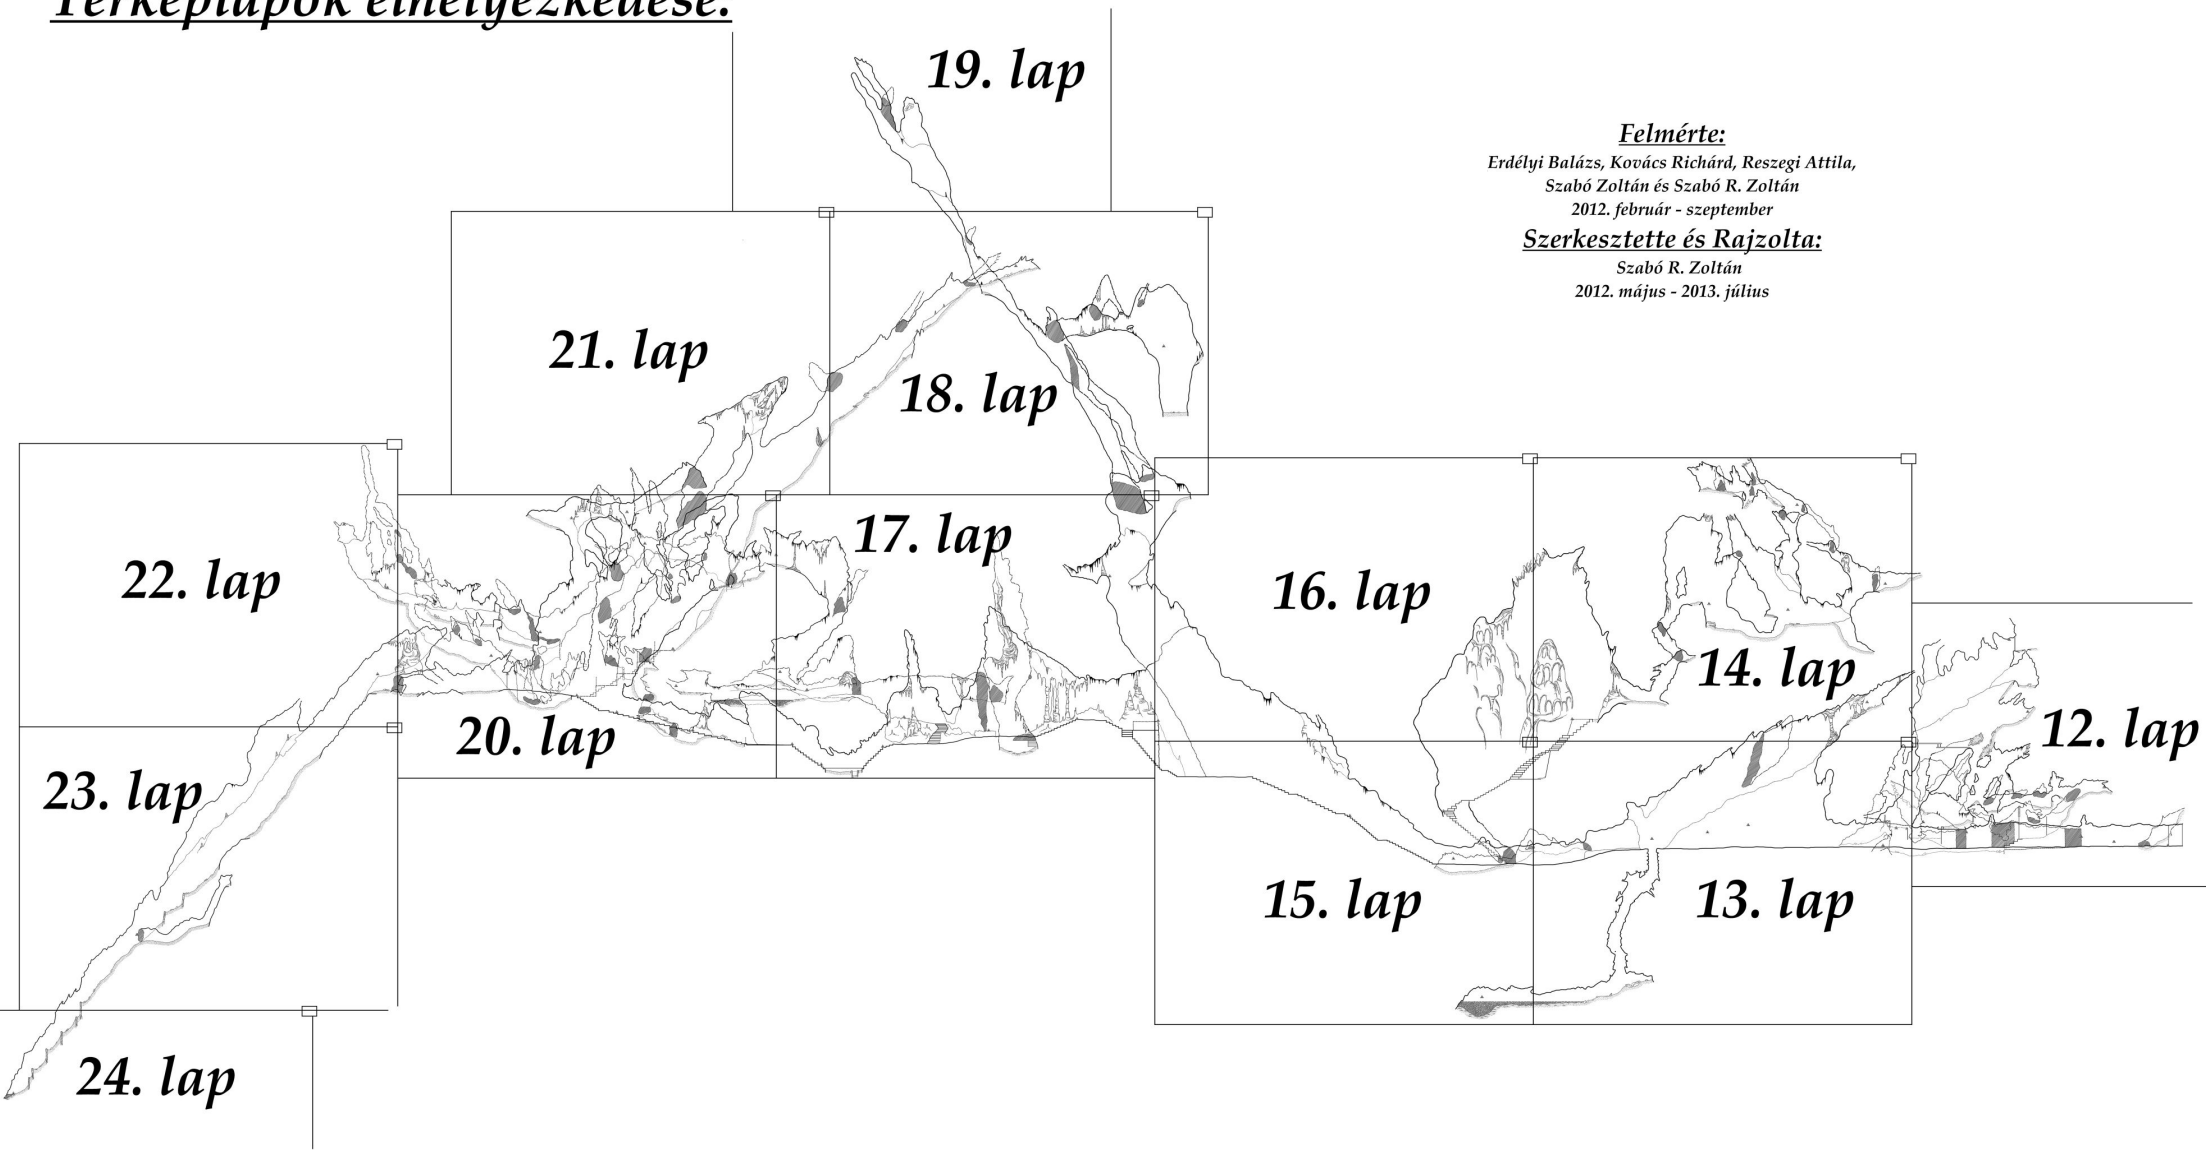 Térképlapok elhelyezkedése:
19. lap
Felmérte:
Erdélyi Balázs, Kovács Richárd, Reszegi Attila,
Szabó Zoltán és Szabó R. Zoltán
2012. február - szeptember
Szerkesztette és Rajzolta:
Szabó R. Zoltán
2012. május - 2013. július
21. lap
18. lap
17. lap
22. lap
16. lap
14. lap
12. lap
20. lap
23. lap
15. lap
13. lap
24. lap